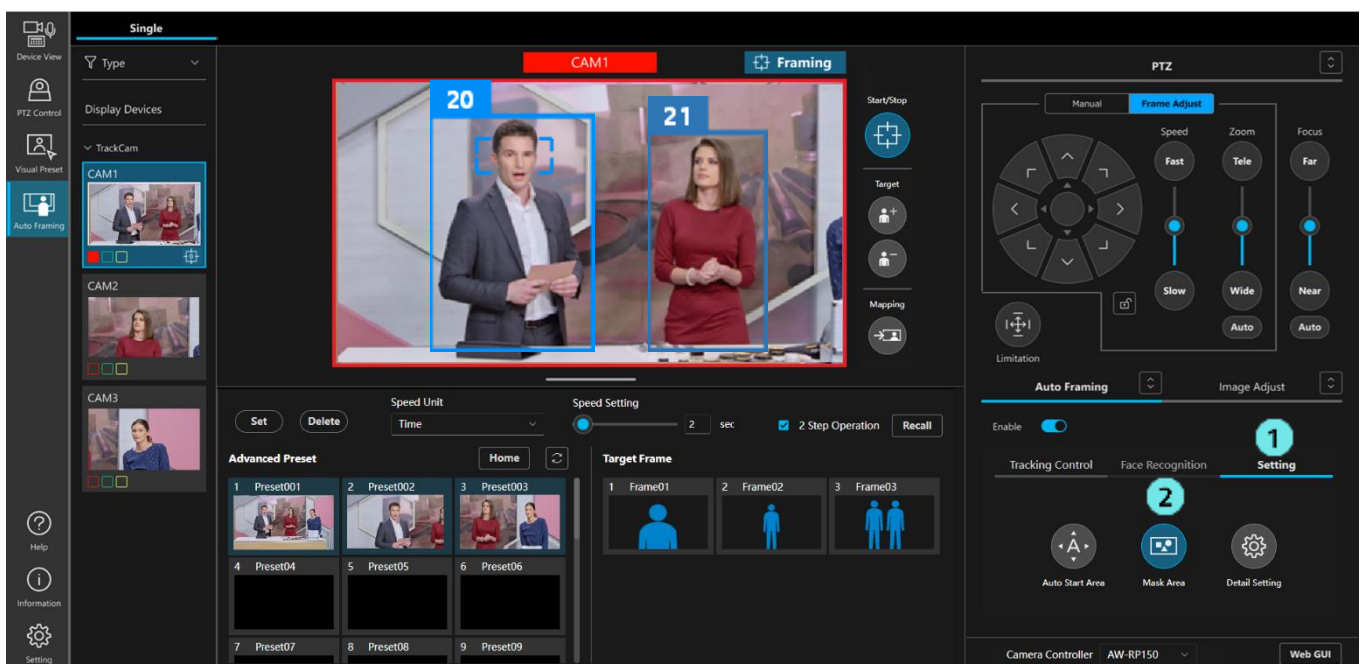 Single
Device View
PTZ Control
Visual Preset
Auto Framing
Help
Information
Setting
Type
Display Devices
TrackCam
CAM1
CAM2
CAM3
CAM1
Framing
20
21
Start/Stop
Target
Mapping
Set
Delete
Speed Unit
Time
Speed Setting
2 sec
2 Step Operation
Recall
Advanced Preset
Home
1 Preset001
2 Preset002
3 Preset003
4 Preset04
5 Preset05
6 Preset06
7 Preset07
8 Preset08
9 Preset09
Target Frame
1 Frame01
2 Frame02
3 Frame03
PTZ
Manual
Frame Adjust
Speed
Zoom
Focus
Fast
Tele
Far
Slow
Wide
Near
Auto
Auto
Limitation
Auto Framing
Image Adjust
Enable
1
Tracking Control
Face Recognition
Setting
2
A
Auto Start Area
Mask Area
Detail Setting
Camera Controller
AW-RP150
Web GUI